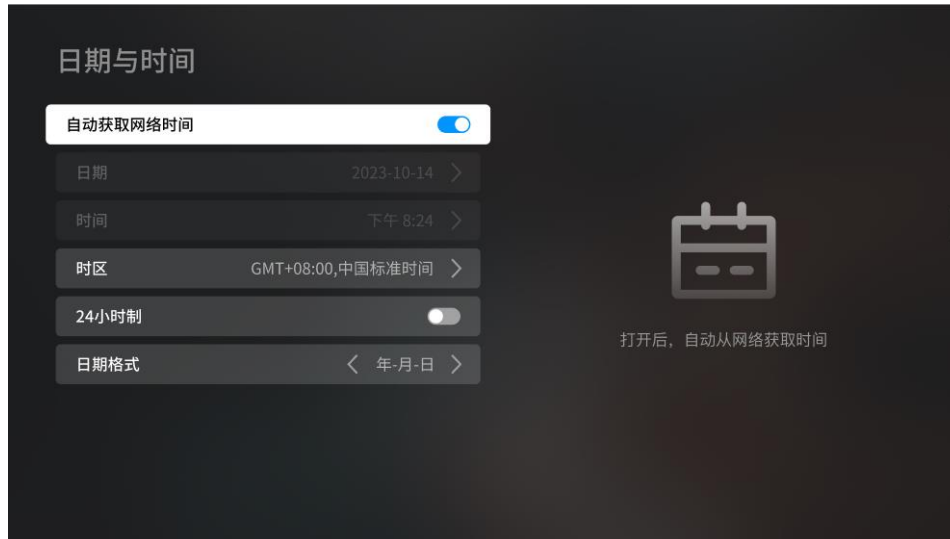 日期与时间
自动获取网络时间
日期 2023-10-14
时间 下午 8:24
时区 GMT+08:00,中国标准时间
24小时制
日期格式 年-月-日
打开后，自动从网络获取时间